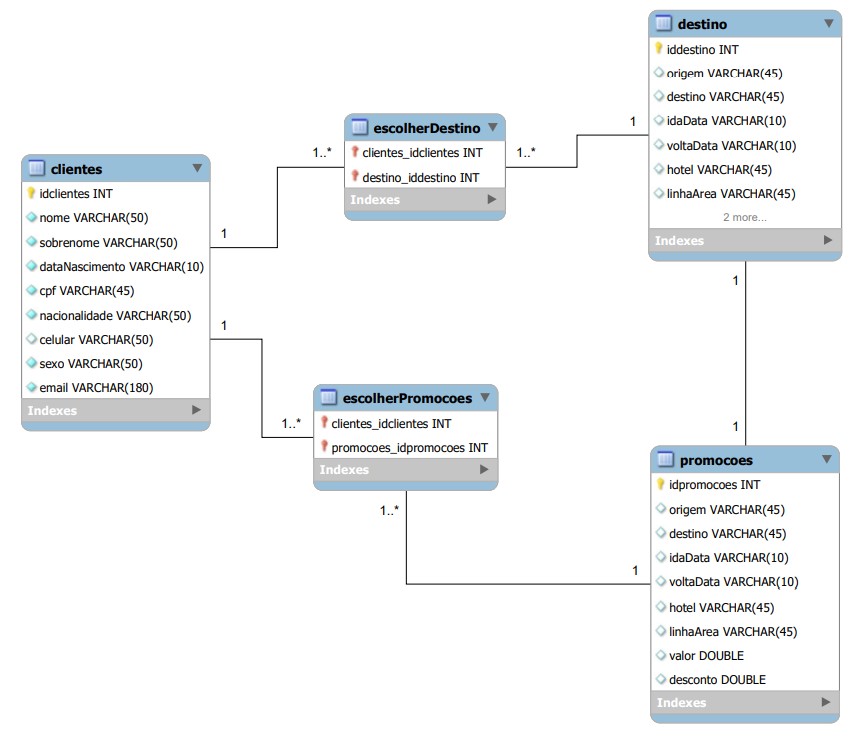 clientes
idclientes INT
nome VARCHAR(50)
sobrenome VARCHAR(50)
dataNascimento VARCHAR(10)
cpf VARCHAR(45)
nacionalidade VARCHAR(50)
celular VARCHAR(50)
sexo VARCHAR(50)
email VARCHAR(180)
Indexes
1
1..*
escolherDestino
clientes_idclientes INT
destino_iddestino INT
Indexes
1..*
1
destino
iddestino INT
origem VARCHAR(45)
destino VARCHAR(45)
idaData VARCHAR(10)
voltaData VARCHAR(10)
hotel VARCHAR(45)
linhaArea VARCHAR(45)
2 more...
Indexes
1
1..*
escolherPromocoes
clientes_idclientes INT
promocoes_idpromocoes INT
Indexes
1..*
1
1
1
promocoes
idpromocoes INT
origem VARCHAR(45)
destino VARCHAR(45)
idaData VARCHAR(10)
voltaData VARCHAR(10)
hotel VARCHAR(45)
linhaArea VARCHAR(45)
valor DOUBLE
desconto DOUBLE
Indexes